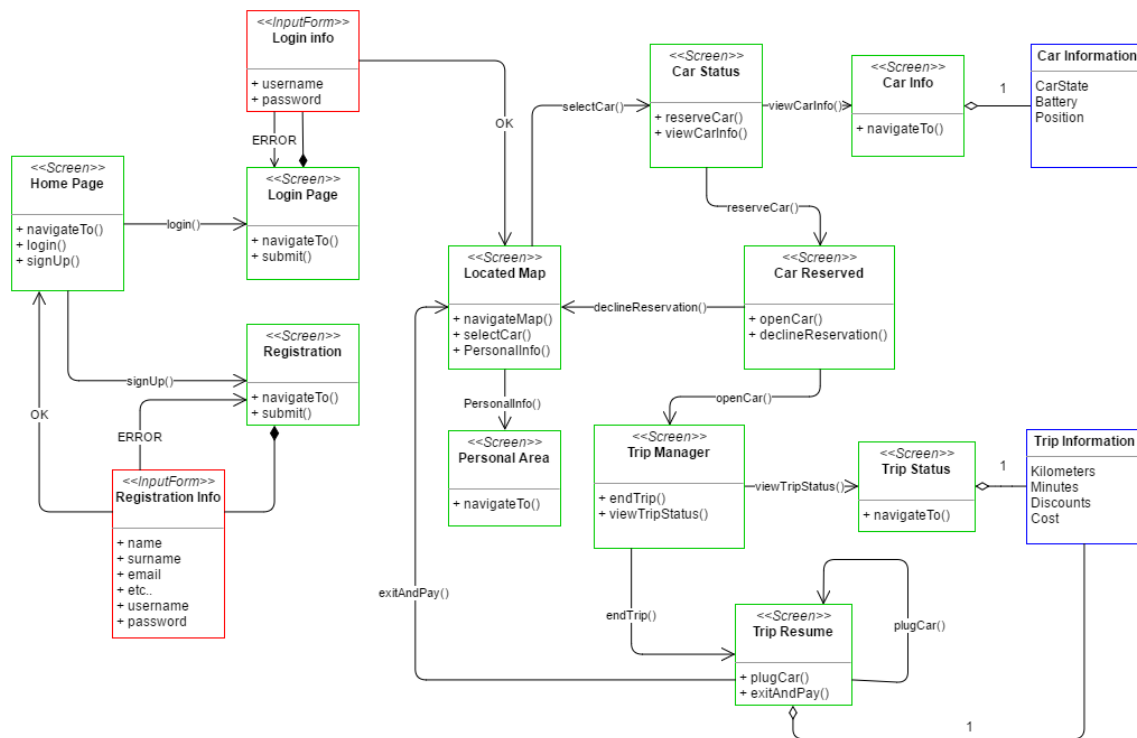 <<InputForm>>
Login info
+ username
+ password
ERROR
OK
<<Screen>>
Home Page
+ navigateTo()
+ login()
+ signUp()
login()
<<Screen>>
Login Page
+ navigateTo()
+ submit()
signUp()
<<Screen>>
Registration
+ navigateTo()
+ submit()
OK
ERROR
<<InputForm>>
Registration Info
+ name
+ surname
+ email
+ etc..
+ username
+ password
selectCar()
<<Screen>>
Car Status
+ reserveCar()
+ viewCarInfo()
viewCarInfo()
<<Screen>>
Car Info
+ navigateTo()
1
Car Information
CarState
Battery
Position
reserveCar()
<<Screen>>
Located Map
+ navigateMap()
+ selectCar()
+ PersonalInfo()
declineReservation()
<<Screen>>
Car Reserved
+ openCar()
+ declineReservation()
PersonalInfo()
openCar()
<<Screen>>
Personal Area
+ navigateTo()
<<Screen>>
Trip Manager
+ endTrip()
+ viewTripStatus()
viewTripStatus()
<<Screen>>
Trip Status
+ navigateTo()
1
Trip Information
Kilometers
Minutes
Discounts
Cost
exitAndPay()
endTrip()
<<Screen>>
Trip Resume
+ plugCar()
+ exitAndPay()
plugCar()
1